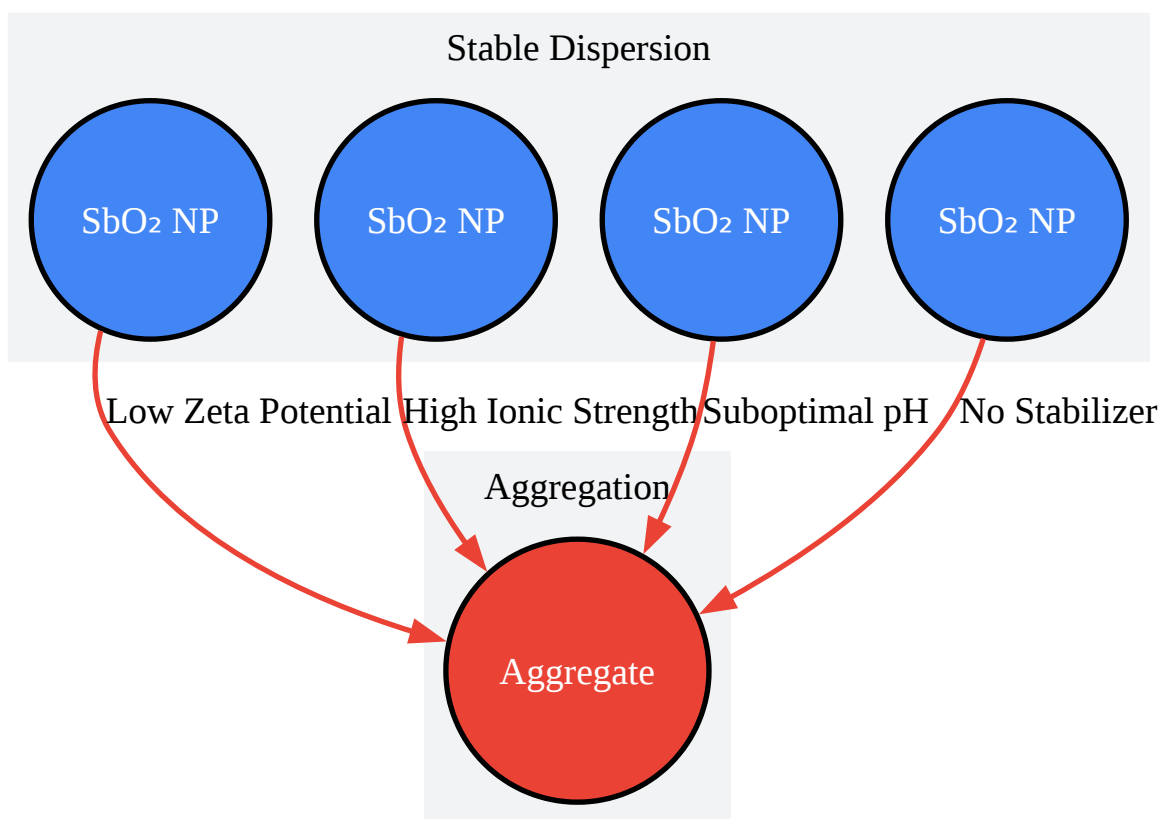 Stable Dispersion
SbO₂ NP
SbO₂ NP
SbO₂ NP
SbO₂ NP
Low Zeta Potential
High Ionic Strength
Suboptimal pH
No Stabilizer
Aggregation
Aggregate